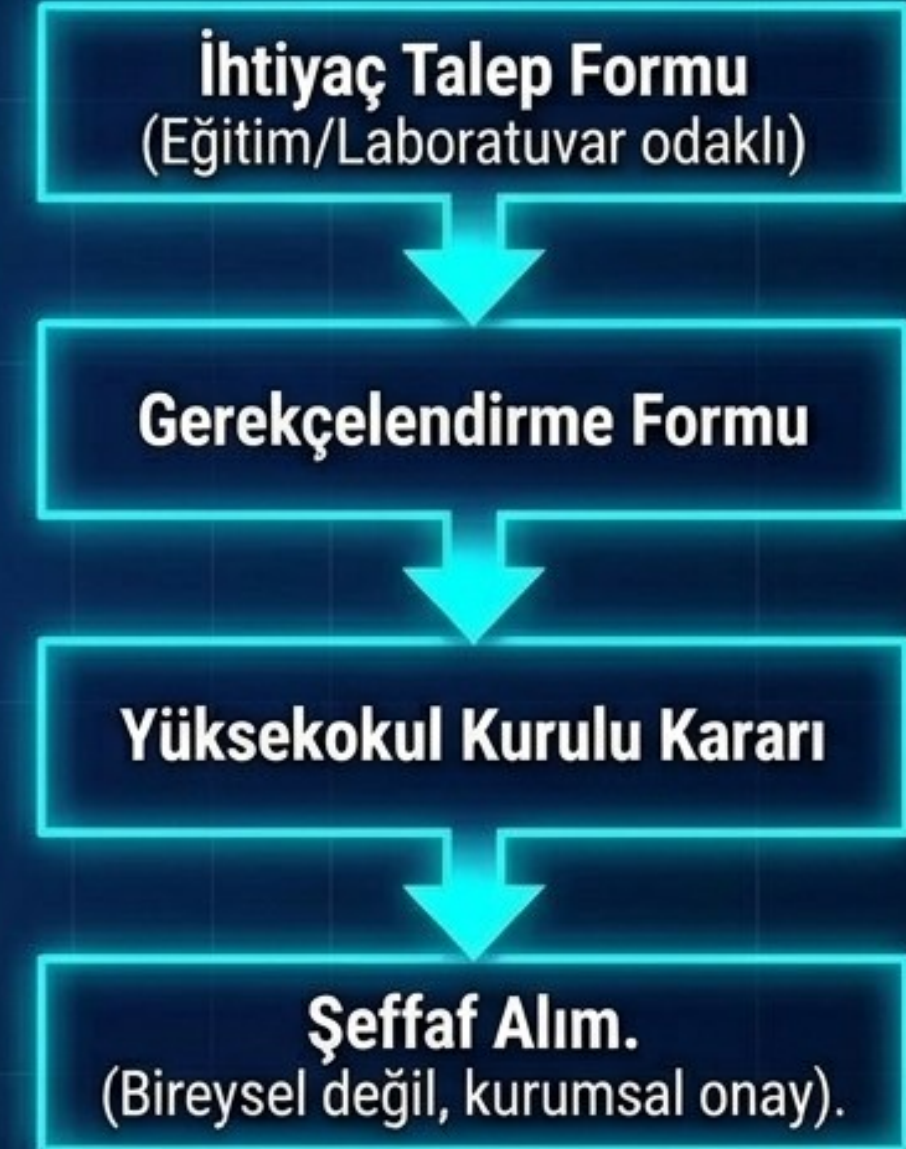 İhtiyaç Talep Formu
(Eğitim/Laboratuvar odaklı)
Gerekçelendirme Formu
Yüksekokul Kurulu Kararı
Şeffaf Alım.
(Bireysel değil, kurumsal onay).